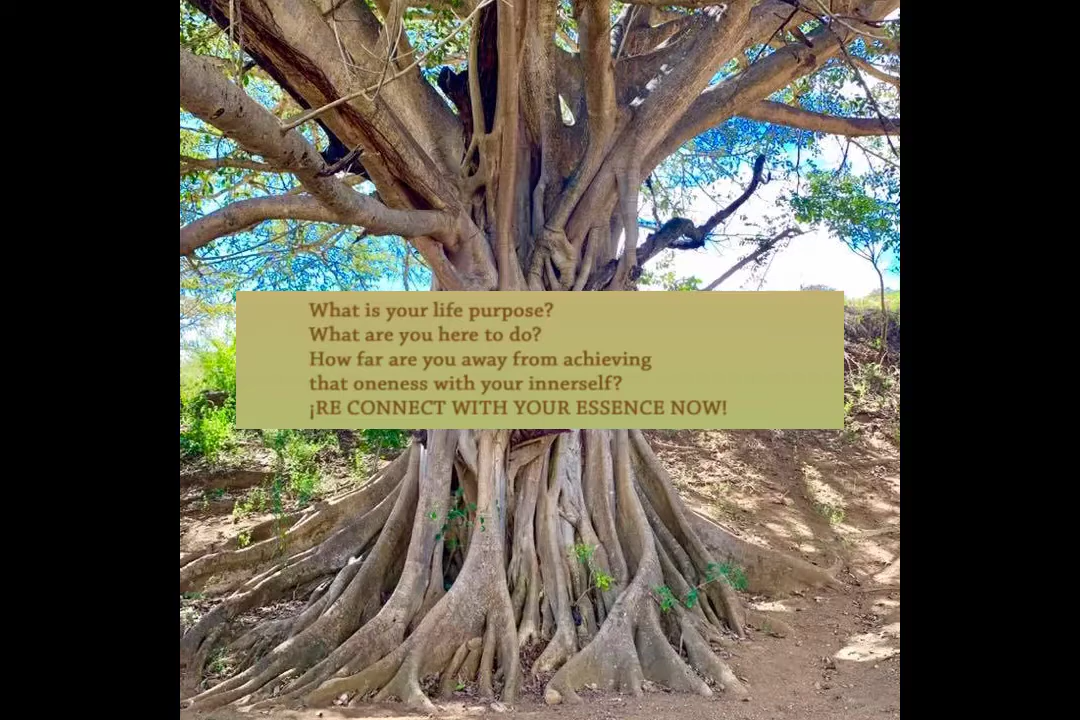 What is your life purpose?
What are you here to do?
How far are you away from achieving
that oneness with your innerself?
¡RE CONNECT WITH YOUR ESSENCE NOW!